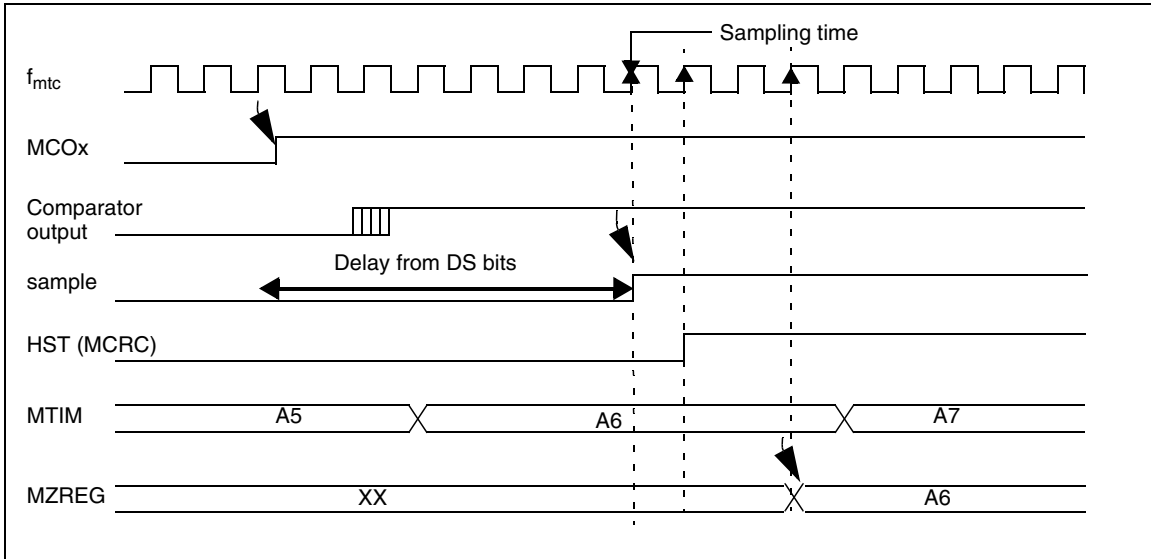 Sampling time
fmtc
MCOx
Comparator
output
Delay from DS bits
sample
HST (MCRC)
MTIM
A5
A6
A7
MZREG
XX
A6